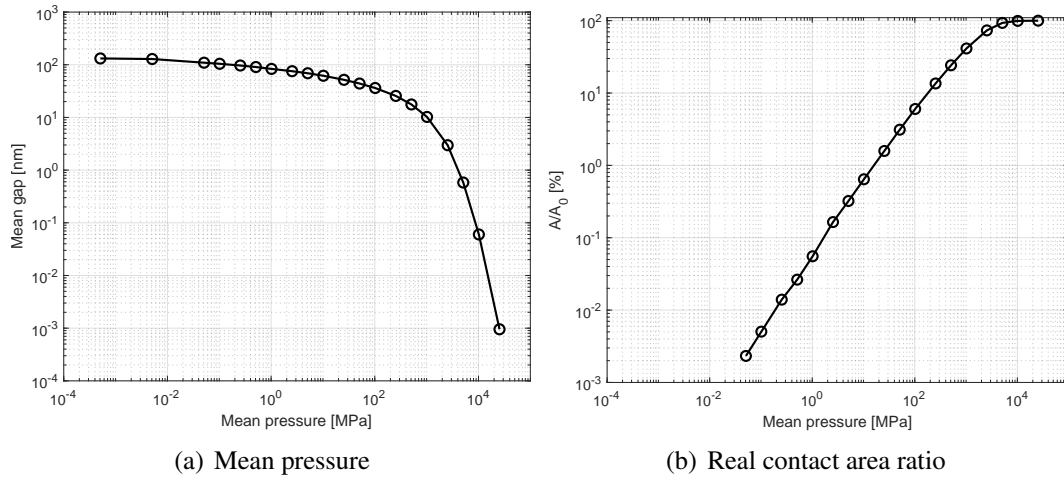 10^3
10^2
10^1
10^0
10^-1
10^-2
10^-3
10^-4
Mean gap [nm]
10^-4 10^-2 10^0 10^2 10^4
Mean pressure [MPa]
(a) Mean pressure
10^2
10^1
10^0
10^-1
10^-2
10^-3
A/A_0 [%]
10^-4 10^-2 10^0 10^2 10^4
Mean pressure [MPa]
(b) Real contact area ratio